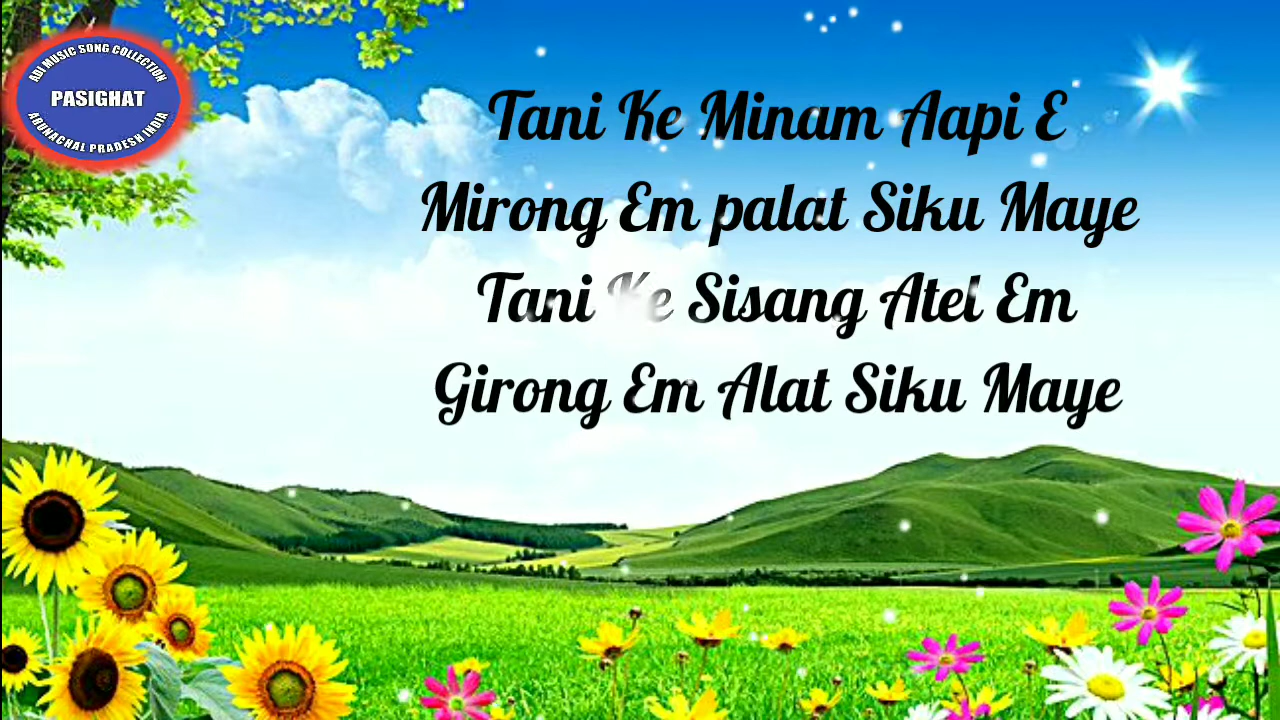 ADI MUSIC SONG COLLECTION
PASIGHAT
ARUNACHAL PRADESH INDIA
Tani Ke Minam Aapi E
Mirong Em palat Siku Maye
Tani Ke Sisang Atel Em
Girong Em Alat Siku Maye